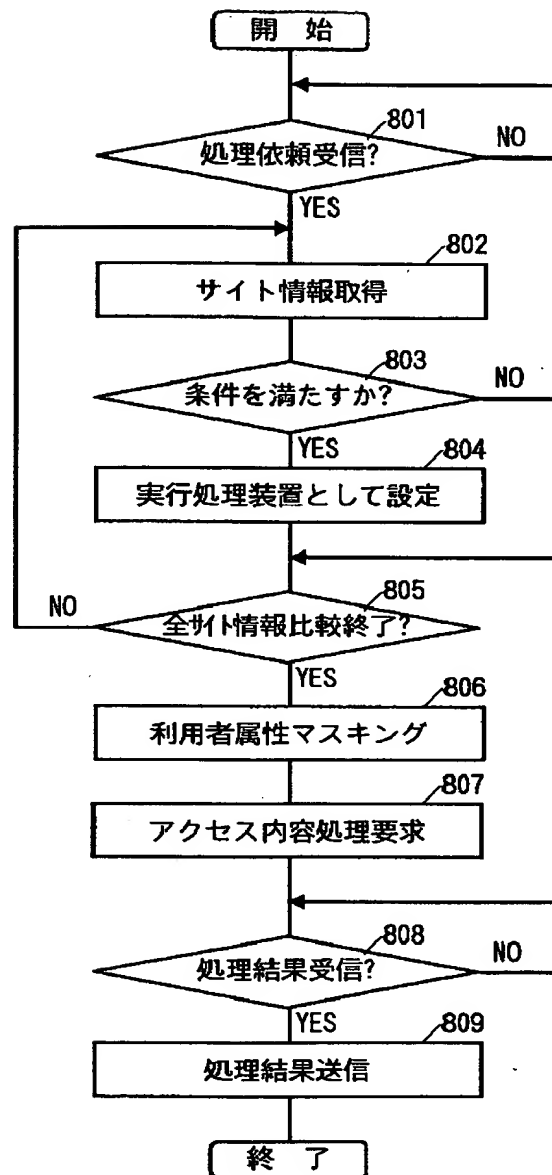 開 始
801
処理依頼受信?
NO
YES
802
サイト情報取得
803
条件を満たすか?
NO
YES
804
実行処理装置として設定
805
NO
全サイト情報比較終了?
YES
806
利用者属性マスキング
807
アクセス内容処理要求
808
処理結果受信?
NO
YES
809
処理結果送信
終 了